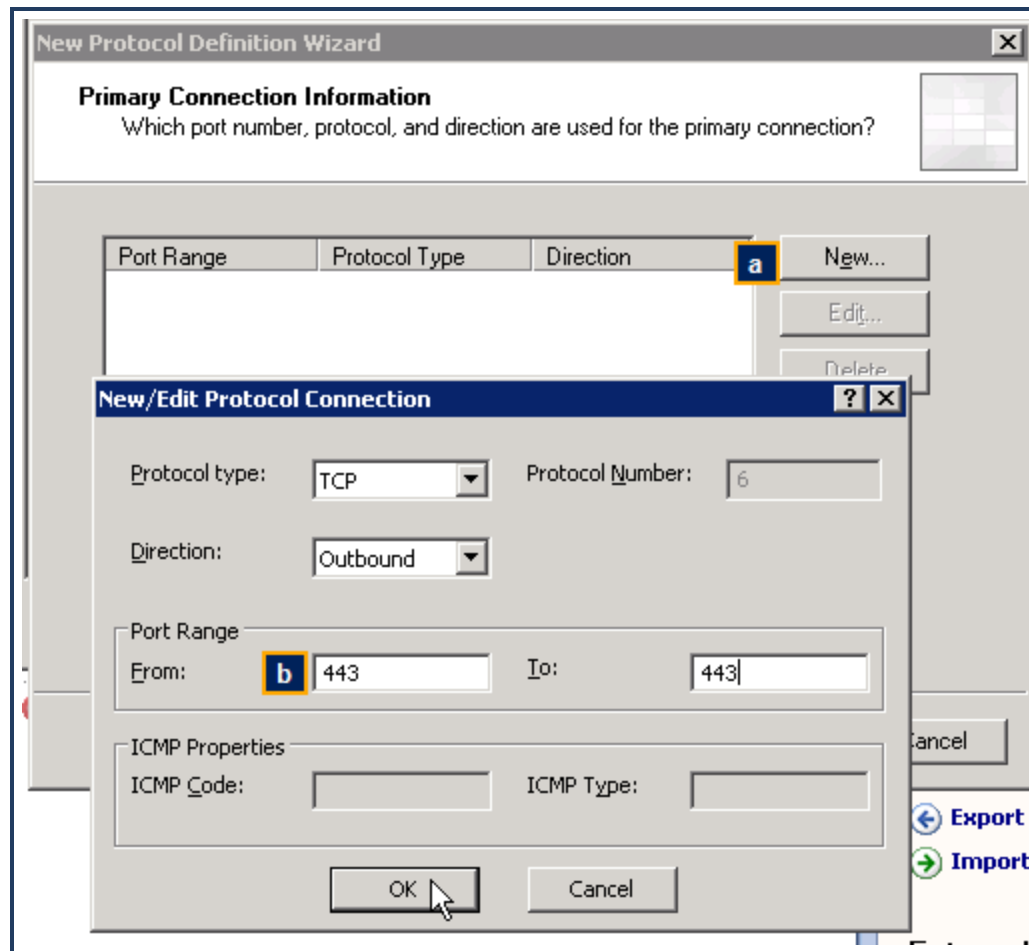 New Protocol Definition Wizard
Primary Connection Information
Which port number, protocol, and direction are used for the primary connection?
Port Range Protocol Type Direction a New...
Edit...
Delete
New/Edit Protocol Connection
Protocol type: TCP Protocol Number: 6
Direction: Outbound
Port Range
From: b 443 To: 443
Cancel
ICMP Properties
ICMP Code: ICMP Type:
Export
Import
OK Cancel